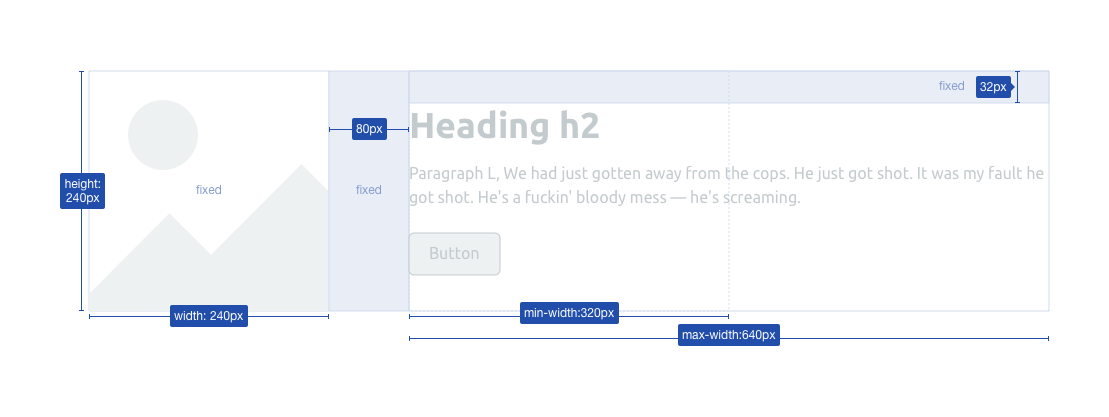 fixed
32px
80px
Heading h2
height:
240px
fixed
fixed
Paragraph L, We had just gotten away from the cops. He just got shot. It was my fault he
got shot. He's a fuckin' bloody mess — he's screaming.
Button
width: 240px
min-width:320px
max-width:640px